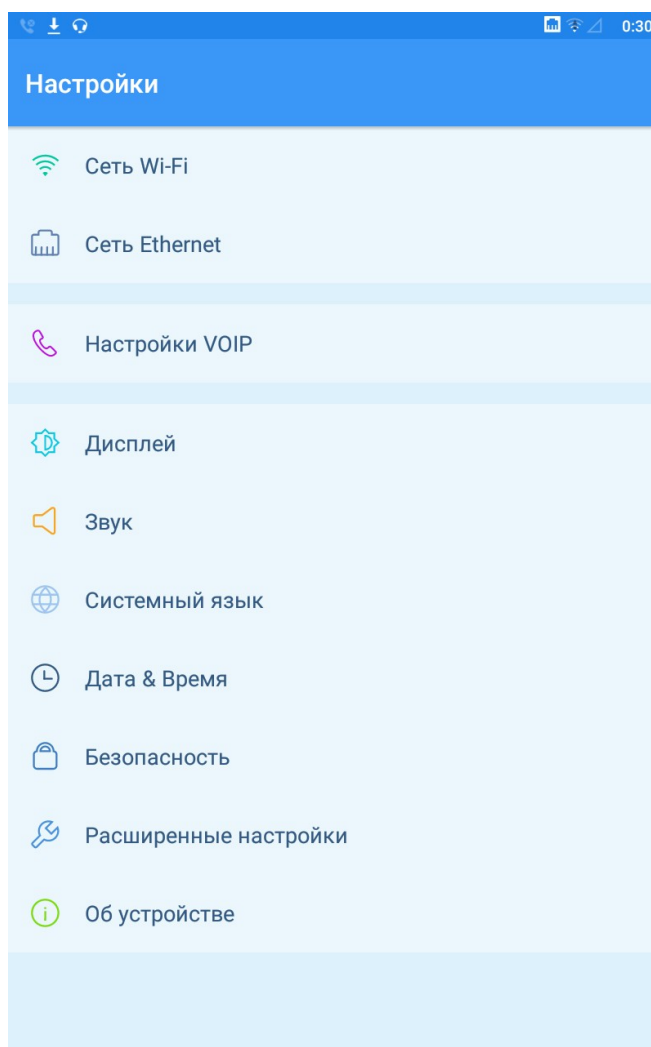 0:30
Настройки
Сеть Wi-Fi
Сеть Ethernet
Настройки VOIP
Дисплей
Звук
Системный язык
Дата & Время
Безопасность
Расширенные настройки
Об устройстве